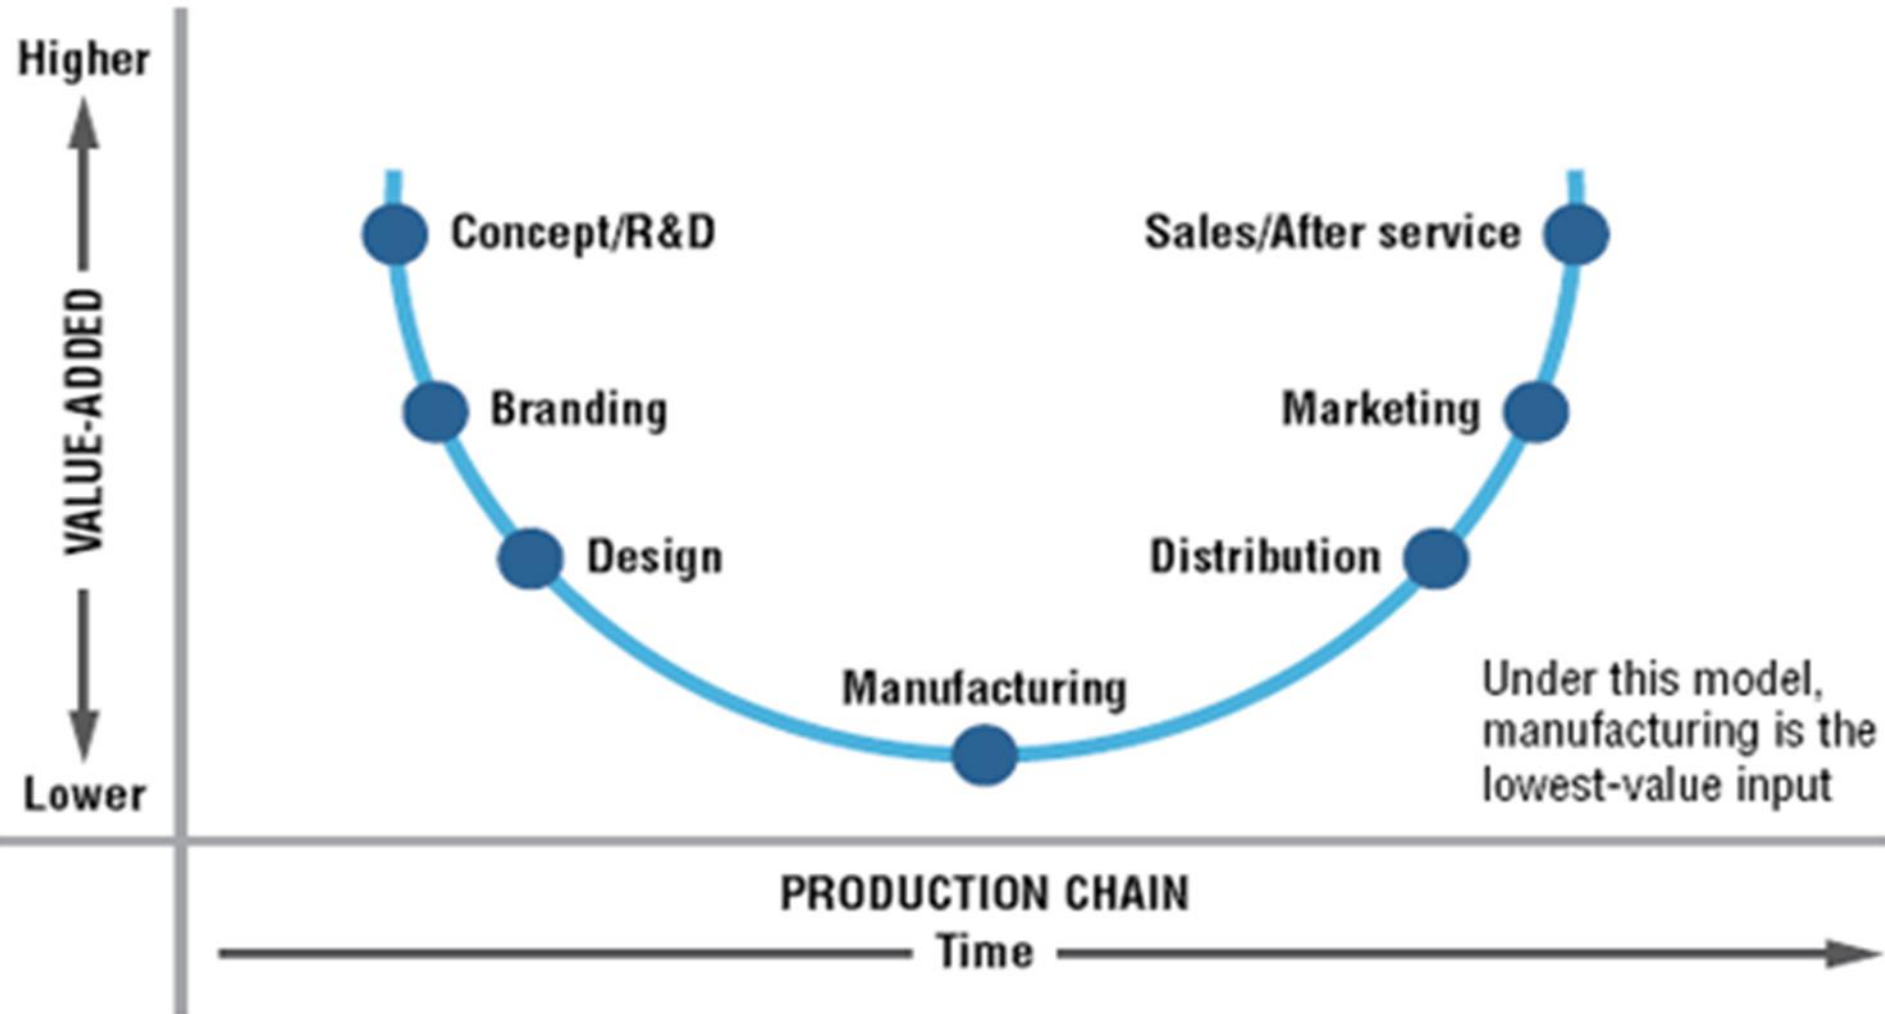 Higher
VALUE-ADDED
Lower
Concept/R&D
Branding
Design
Manufacturing
Sales/After service
Marketing
Distribution
Under this model,
manufacturing is the
lowest-value input
PRODUCTION CHAIN
Time